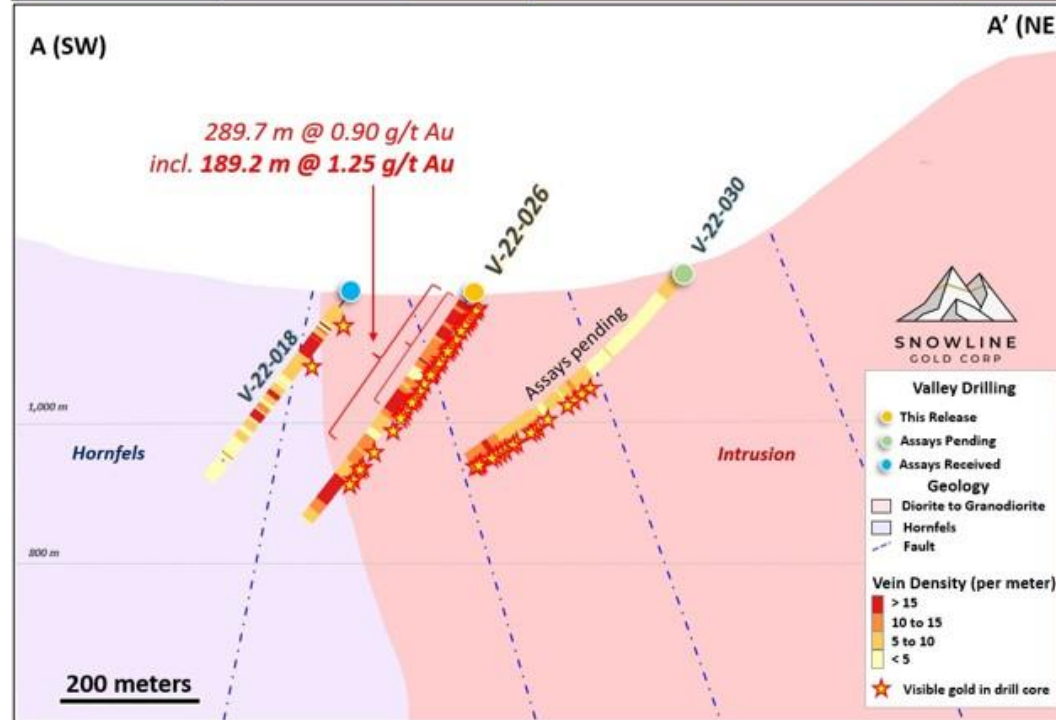 A (SW)
A' (NE
289.7 m @ 0.90 g/t Au
incl. 189.2 m @ 1.25 g/t Au
V-22-026
V-22-030
V-22-018
Assays pending
1,000 m
Hornfels
Intrusion
800 m
200 meters
SNOWLINE
GOLD CORP
Valley Drilling
This Release
Assays Pending
Assays Received
Geology
Diorite to Granodiorite
Hornfels
Fault
Vein Density (per meter)
> 15
10 to 15
5 to 10
< 5
Visible gold in drill core